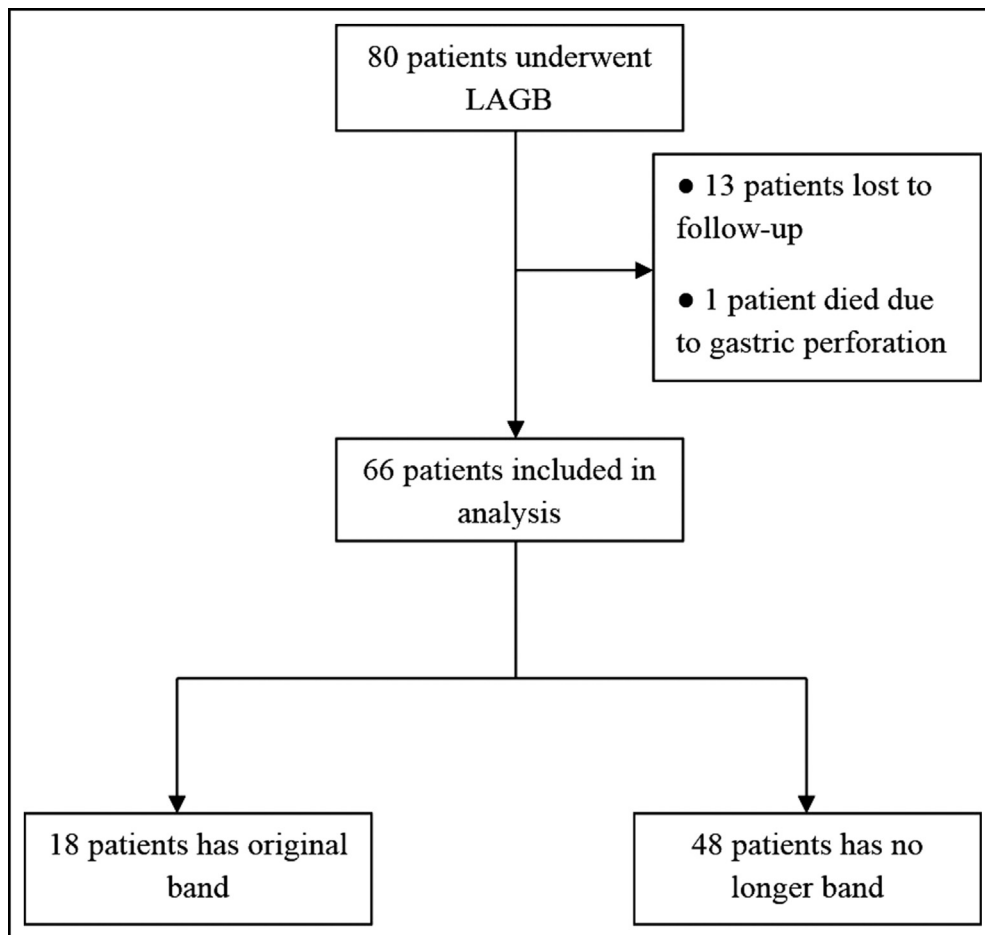 80 patients underwent
LAGB
● 13 patients lost to
follow-up
● 1 patient died due
to gastric perforation
66 patients included in
analysis
18 patients has original
band
48 patients has no
longer band